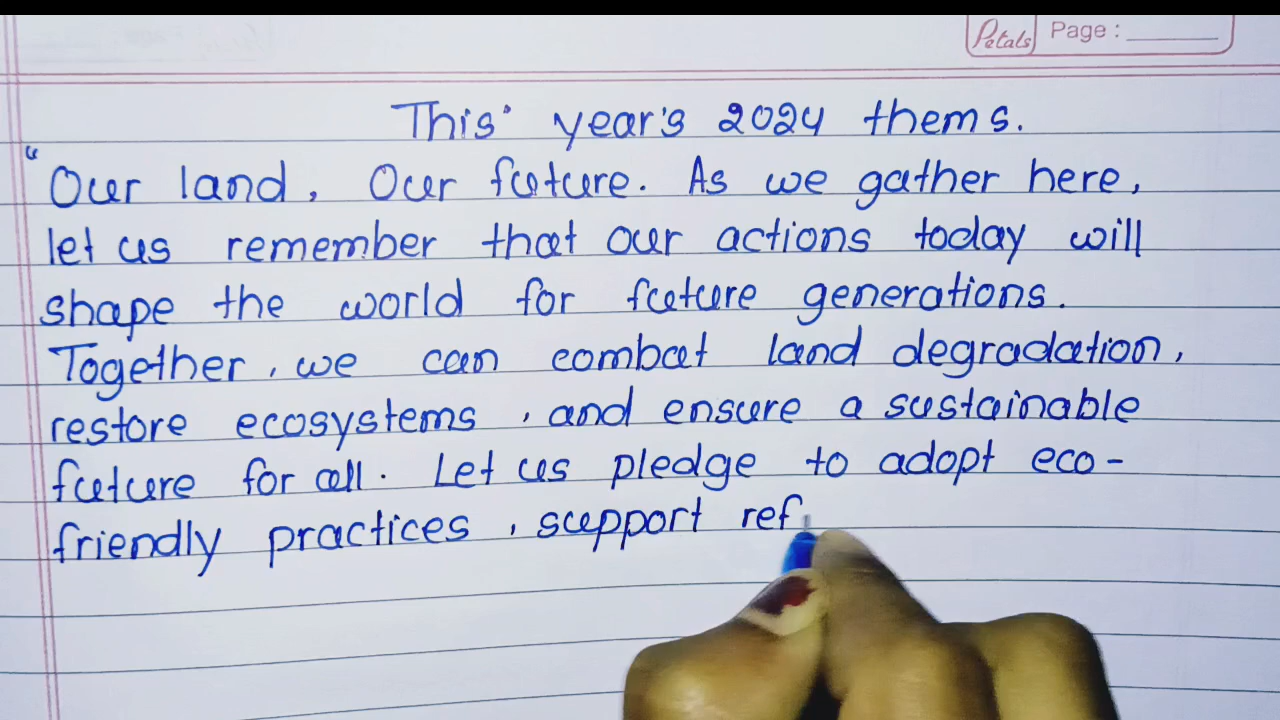 Petals Page :
This year's 2024 thems.
"Our land, Our future. As we gather here,
let us remember that our actions today will
shape the world for future generations.
Together, we can combat land degradation,
restore ecosystems, and ensure a sustainable
future for all. Let us pledge to adopt eco-
friendly practices, support ref